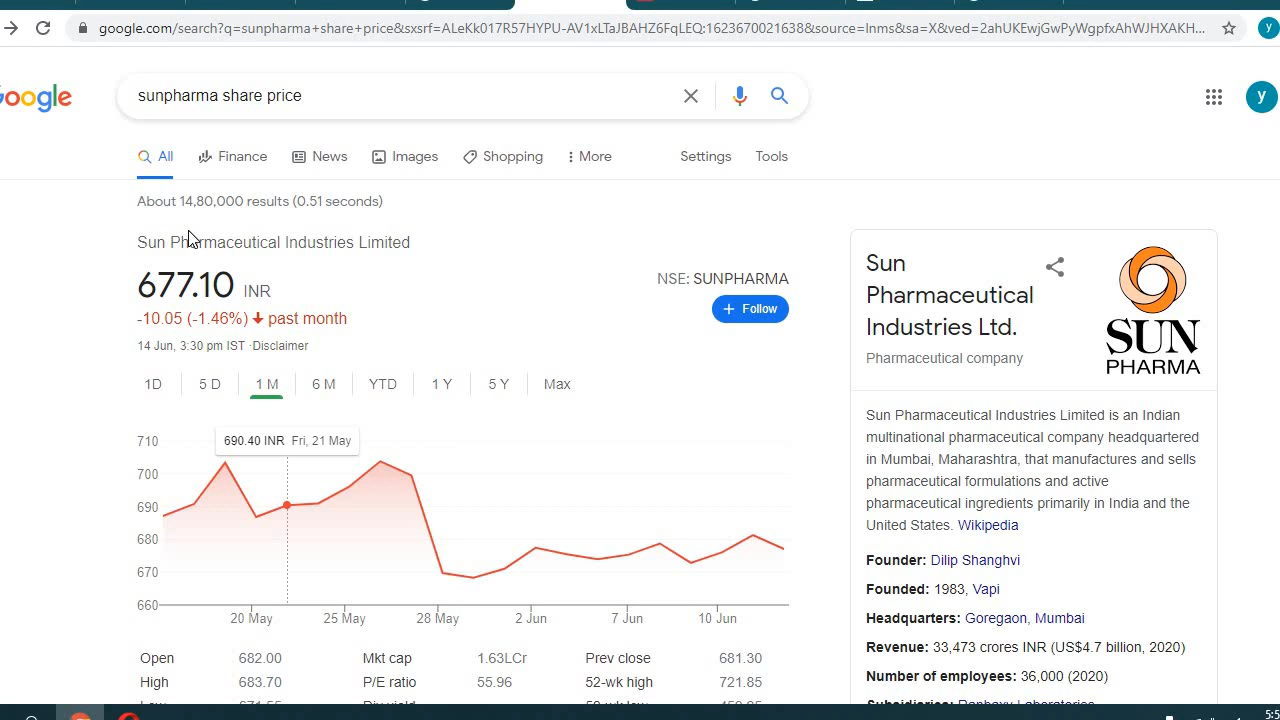 google.com/search?q=sunpharma+share+price&sxsrf=ALeKk017R57HYPU-AV1xLTaJBAHZ6FqLEQ:1623670021638&source=lnms&sa=X&ved=2ahUKEwjGwPyWgpfxAhWJHXAKH... y
oogle sunpharma share price y
All Finance News Images Shopping More Settings Tools
About 14,80,000 results (0.51 seconds)
Sun Pharmaceutical Industries Limited
677.10 INR
NSE: SUNPHARMA
-10.05 (-1.46%) past month
Follow
14 Jun, 3:30 pm IST ·Disclaimer
1D 5 D 1 M 6 M YTD 1 Y 5 Y Max
690.40 INR Fri, 21 May
710
700
690
680
670
660
20 May 25 May 28 May 2 Jun 7 Jun 10 Jun
Open 682.00 Mkt cap 1.63LCr Prev close 681.30
High 683.70 P/E ratio 55.96 52-wk high 721.85
Sun
Pharmaceutical
Industries Ltd.
Pharmaceutical company
SUN
PHARMA
Sun Pharmaceutical Industries Limited is an Indian
multinational pharmaceutical company headquartered
in Mumbai, Maharashtra, that manufactures and sells
pharmaceutical formulations and active
pharmaceutical ingredients primarily in India and the
United States. Wikipedia
Founder: Dilip Shanghvi
Founded: 1983, Vapi
Headquarters: Goregaon, Mumbai
Revenue: 33,473 crores INR (US$4.7 billion, 2020)
Number of employees: 36,000 (2020)